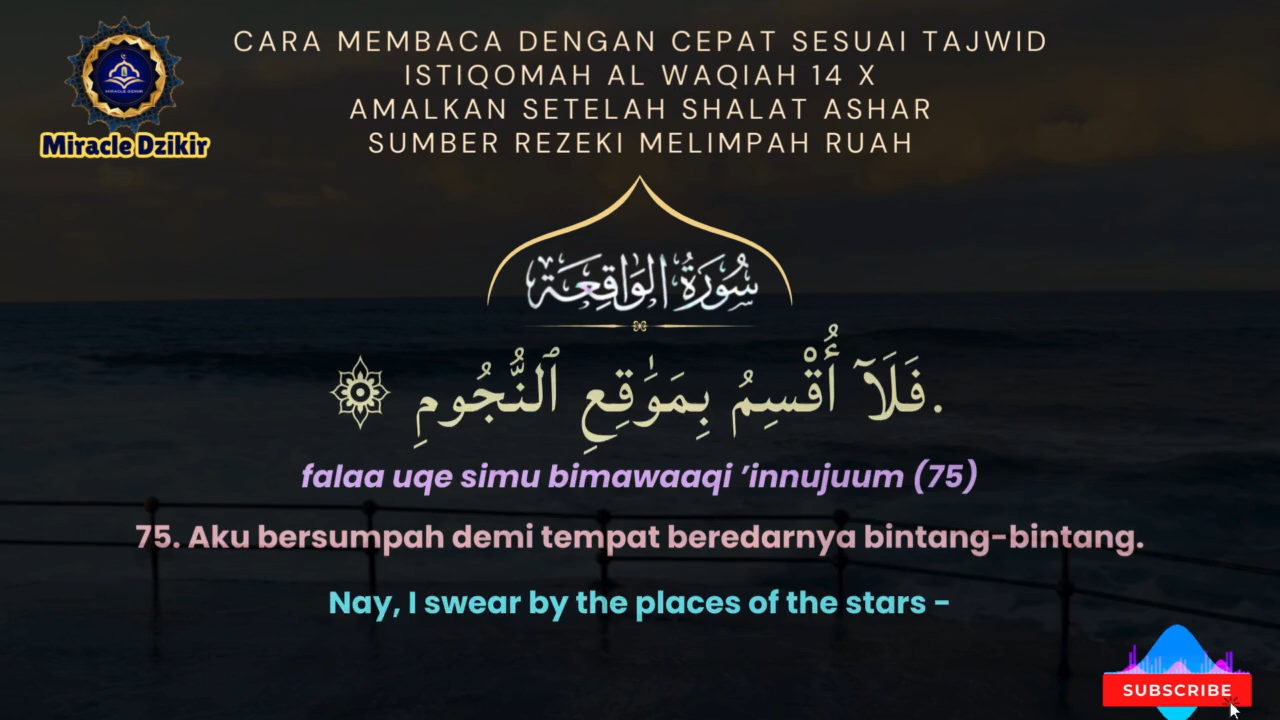 CARA MEMBACA DENGAN CEPAT SESUAI TAJWID
ISTIQOMAH AL WAQIAH 14 X
AMALKAN SETELAH SHALAT ASHAR
SUMBER REZEKI MELIMPAH RUAH
MIRACLE DZIKIR
Miracle Dzikir
سُورَةُ الوَاقِعَة
فَلَآ أُقْسِمُ بِمَوَٰقِعِ ٱلنُّجُومِ.
falaa uqe simu bimawaaqi ’innujuum (75)
75. Aku bersumpah demi tempat beredarnya bintang-bintang.
Nay, I swear by the places of the stars -
SUBSCRIBE